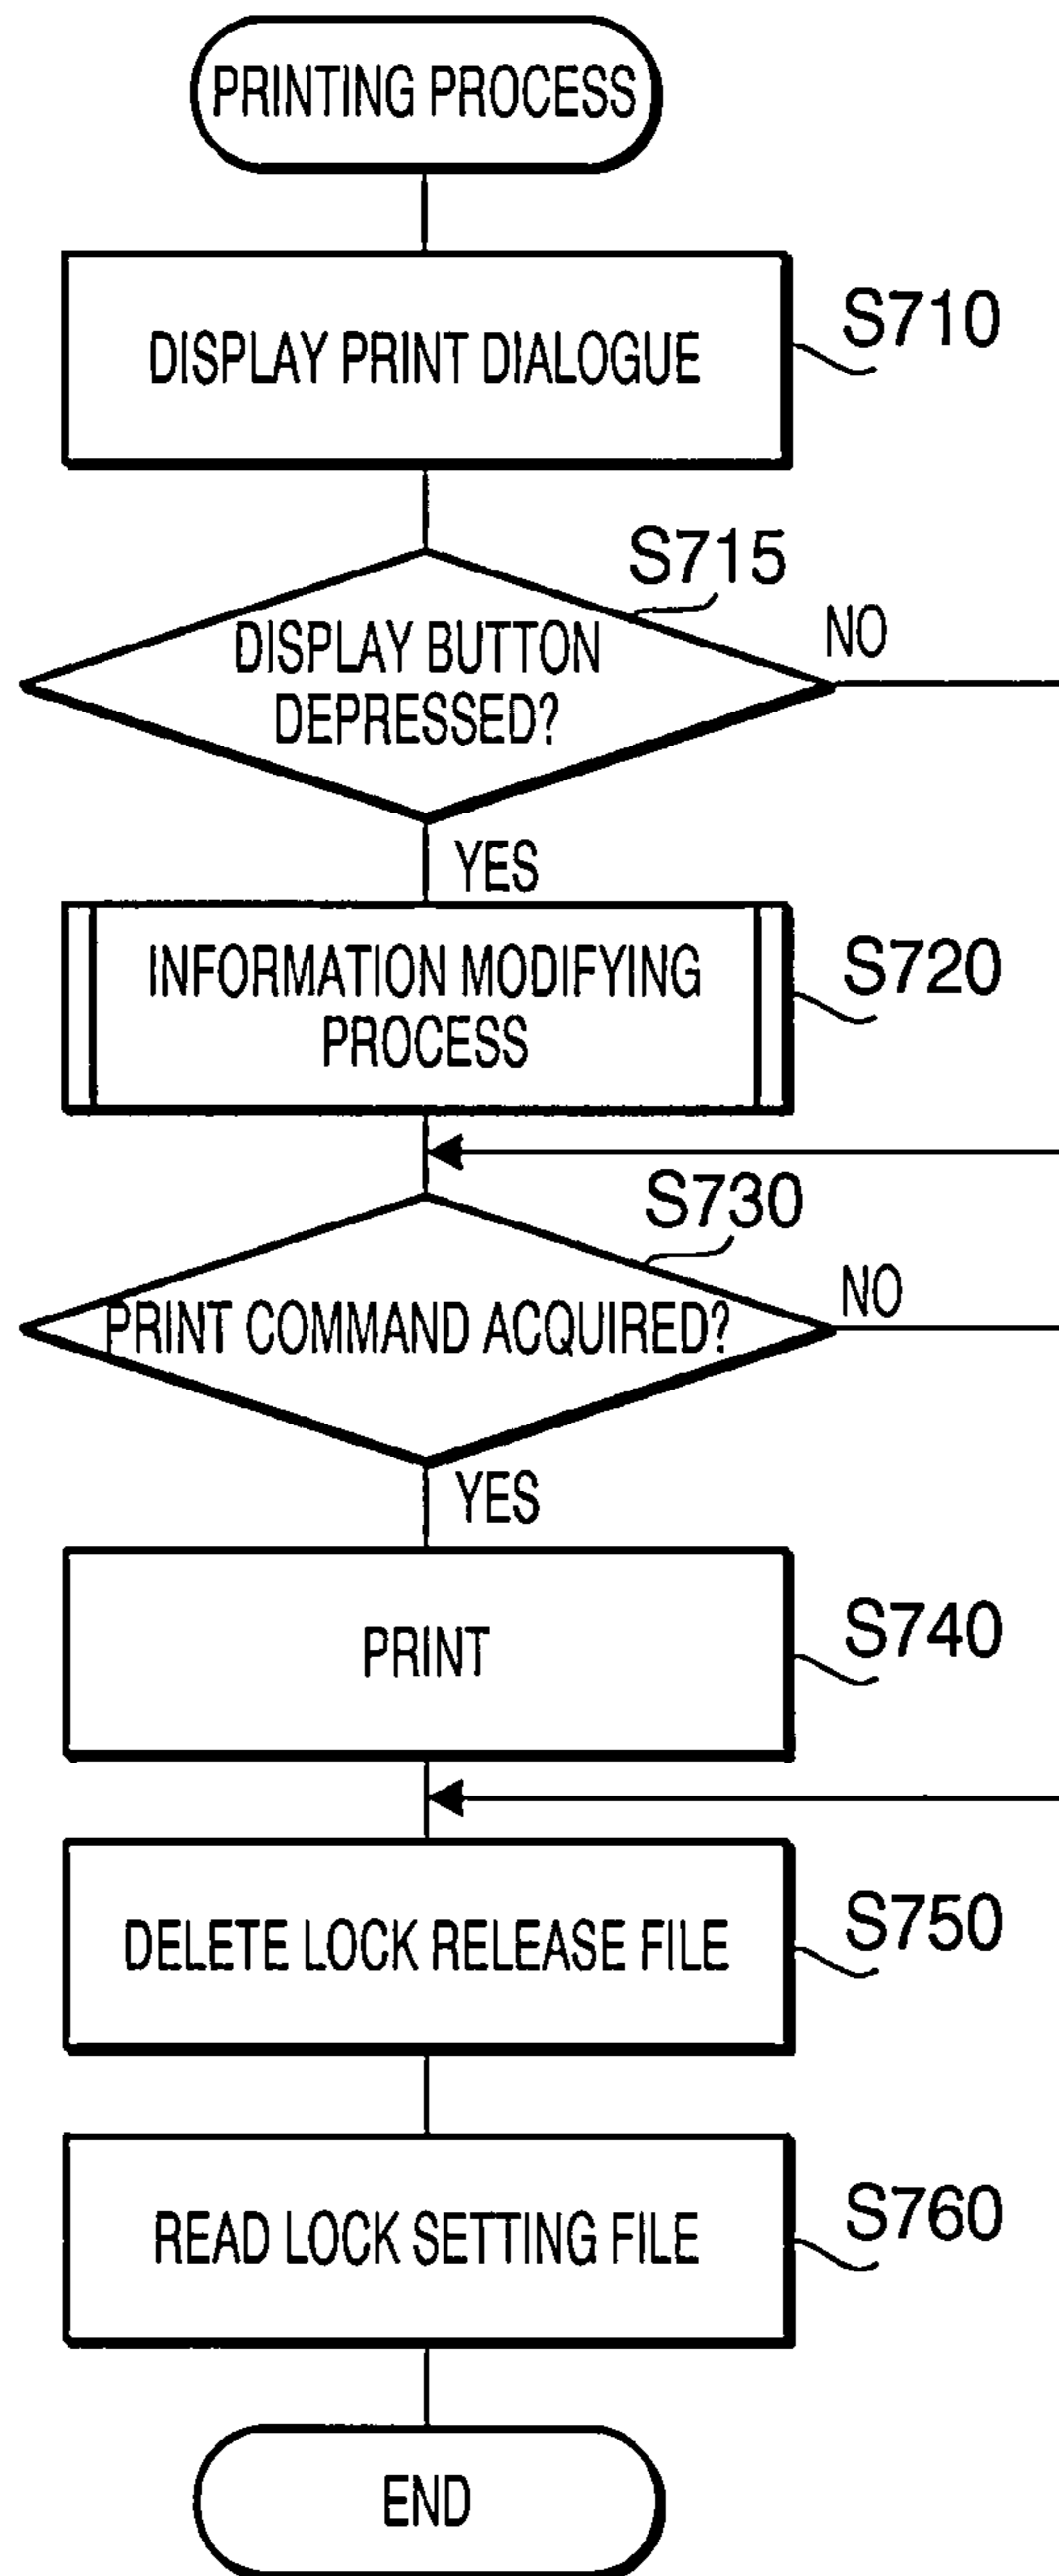 PRINTING PROCESS
DISPLAY PRINT DIALOGUE
S710
S715
DISPLAY BUTTON
DEPRESSED?
NO
YES
INFORMATION MODIFYING
PROCESS
S720
S730
PRINT COMMAND ACQUIRED?
NO
YES
PRINT
S740
DELETE LOCK RELEASE FILE
S750
READ LOCK SETTING FILE
S760
END